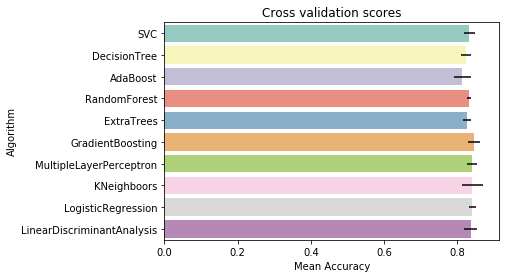 Cross validation scores
Algorithm
SVC
DecisionTree
AdaBoost
RandomForest
ExtraTrees
GradientBoosting
MultipleLayerPerceptron
KNeighboors
LogisticRegression
LinearDiscriminantAnalysis
0.0 0.2 0.4 0.6 0.8
Mean Accuracy